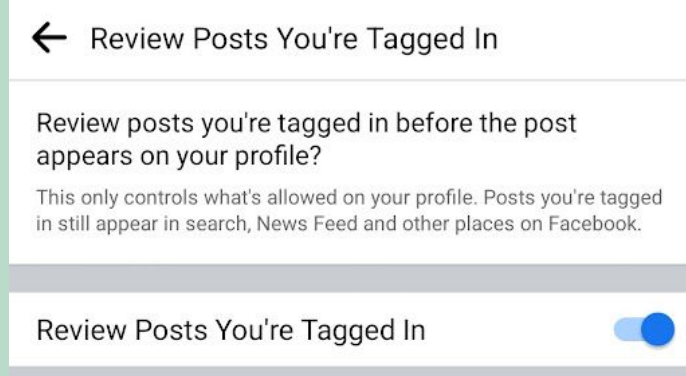 Review Posts You're Tagged In
Review posts you're tagged in before the post
appears on your profile?
This only controls what's allowed on your profile. Posts you're tagged
in still appear in search, News Feed and other places on Facebook.
Review Posts You're Tagged In